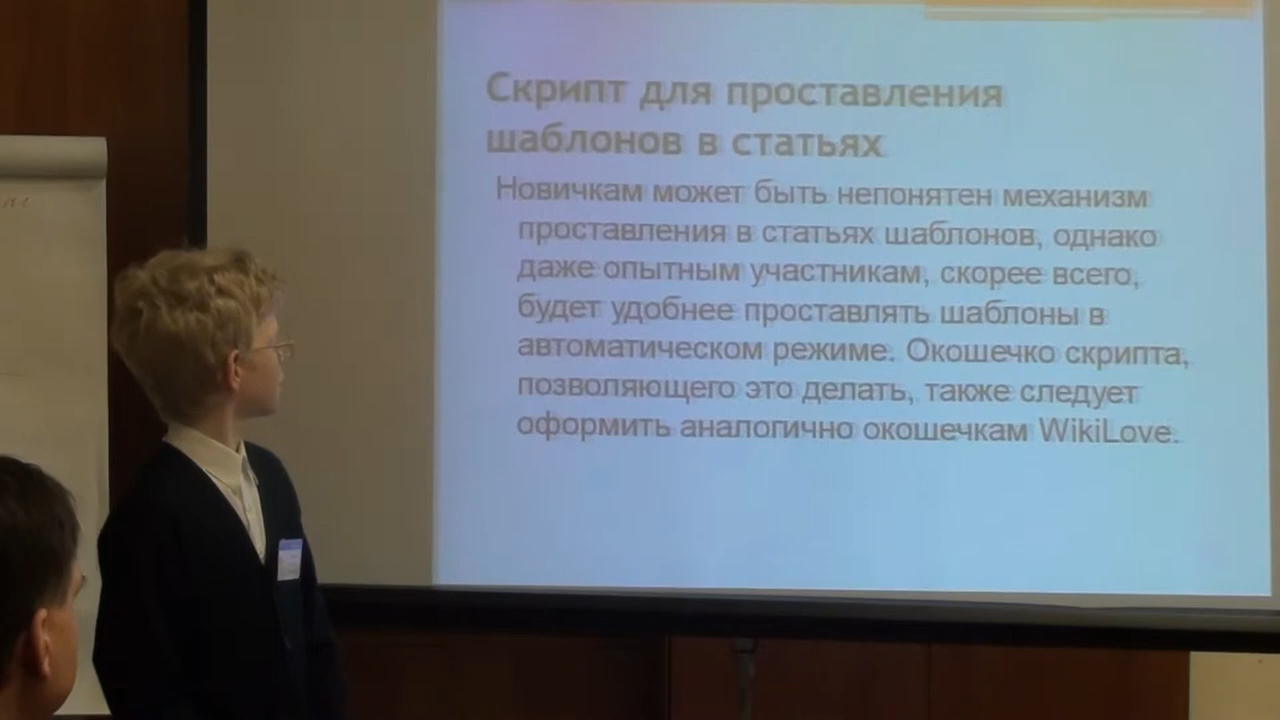 Скрипт для проставления
шаблонов в статьях
Новичкам может быть непонятен механизм
проставления в статьях шаблонов, однако
даже опытным участникам, скорее всего,
будет удобнее проставлять шаблоны в
автоматическом режиме. Окошечко скрипта,
позволяющего это делать, также следует
оформить аналогично окошечкам WikiLove.